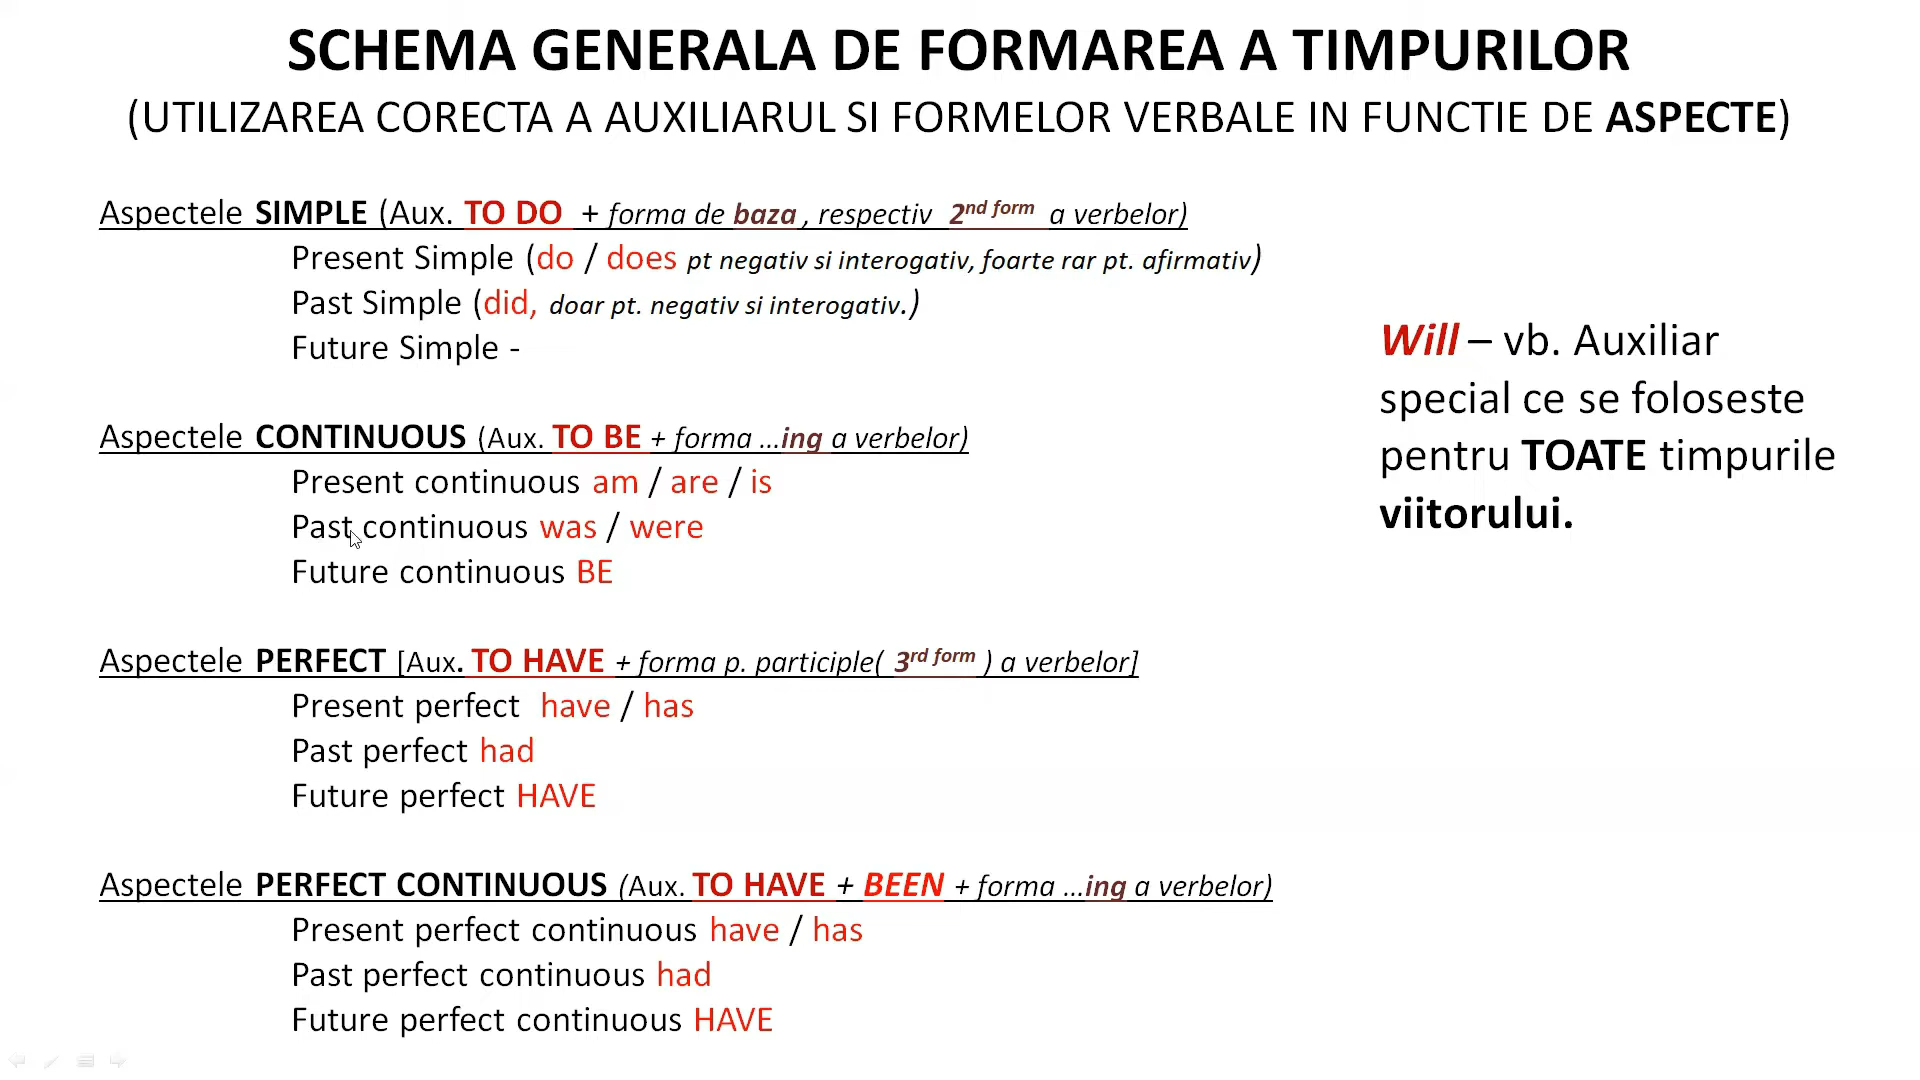 SCHEMA GENERALA DE FORMAREA A TIMPURILOR
(UTILIZAREA CORECTA A AUXILIARUL SI FORMELOR VERBALE IN FUNCTIE DE ASPECTE)
Aspectele SIMPLE (Aux. TO DO + forma de baza , respectiv 2nd form a verbelor)
Present Simple (do / does pt negativ si interogativ, foarte rar pt. afirmativ)
Past Simple (did, doar pt. negativ si interogativ.)
Future Simple -
Aspectele CONTINUOUS (Aux. TO BE + forma ...ing a verbelor)
Present continuous am / are / is
Past continuous was / were
Future continuous BE
Aspectele PERFECT [Aux. TO HAVE + forma p. participle( 3rd form ) a verbelor]
Present perfect have / has
Past perfect had
Future perfect HAVE
Aspectele PERFECT CONTINUOUS (Aux. TO HAVE + BEEN + forma ...ing a verbelor)
Present perfect continuous have / has
Past perfect continuous had
Future perfect continuous HAVE
Will – vb. Auxiliar
special ce se foloseste
pentru TOATE timpurile
viitorului.